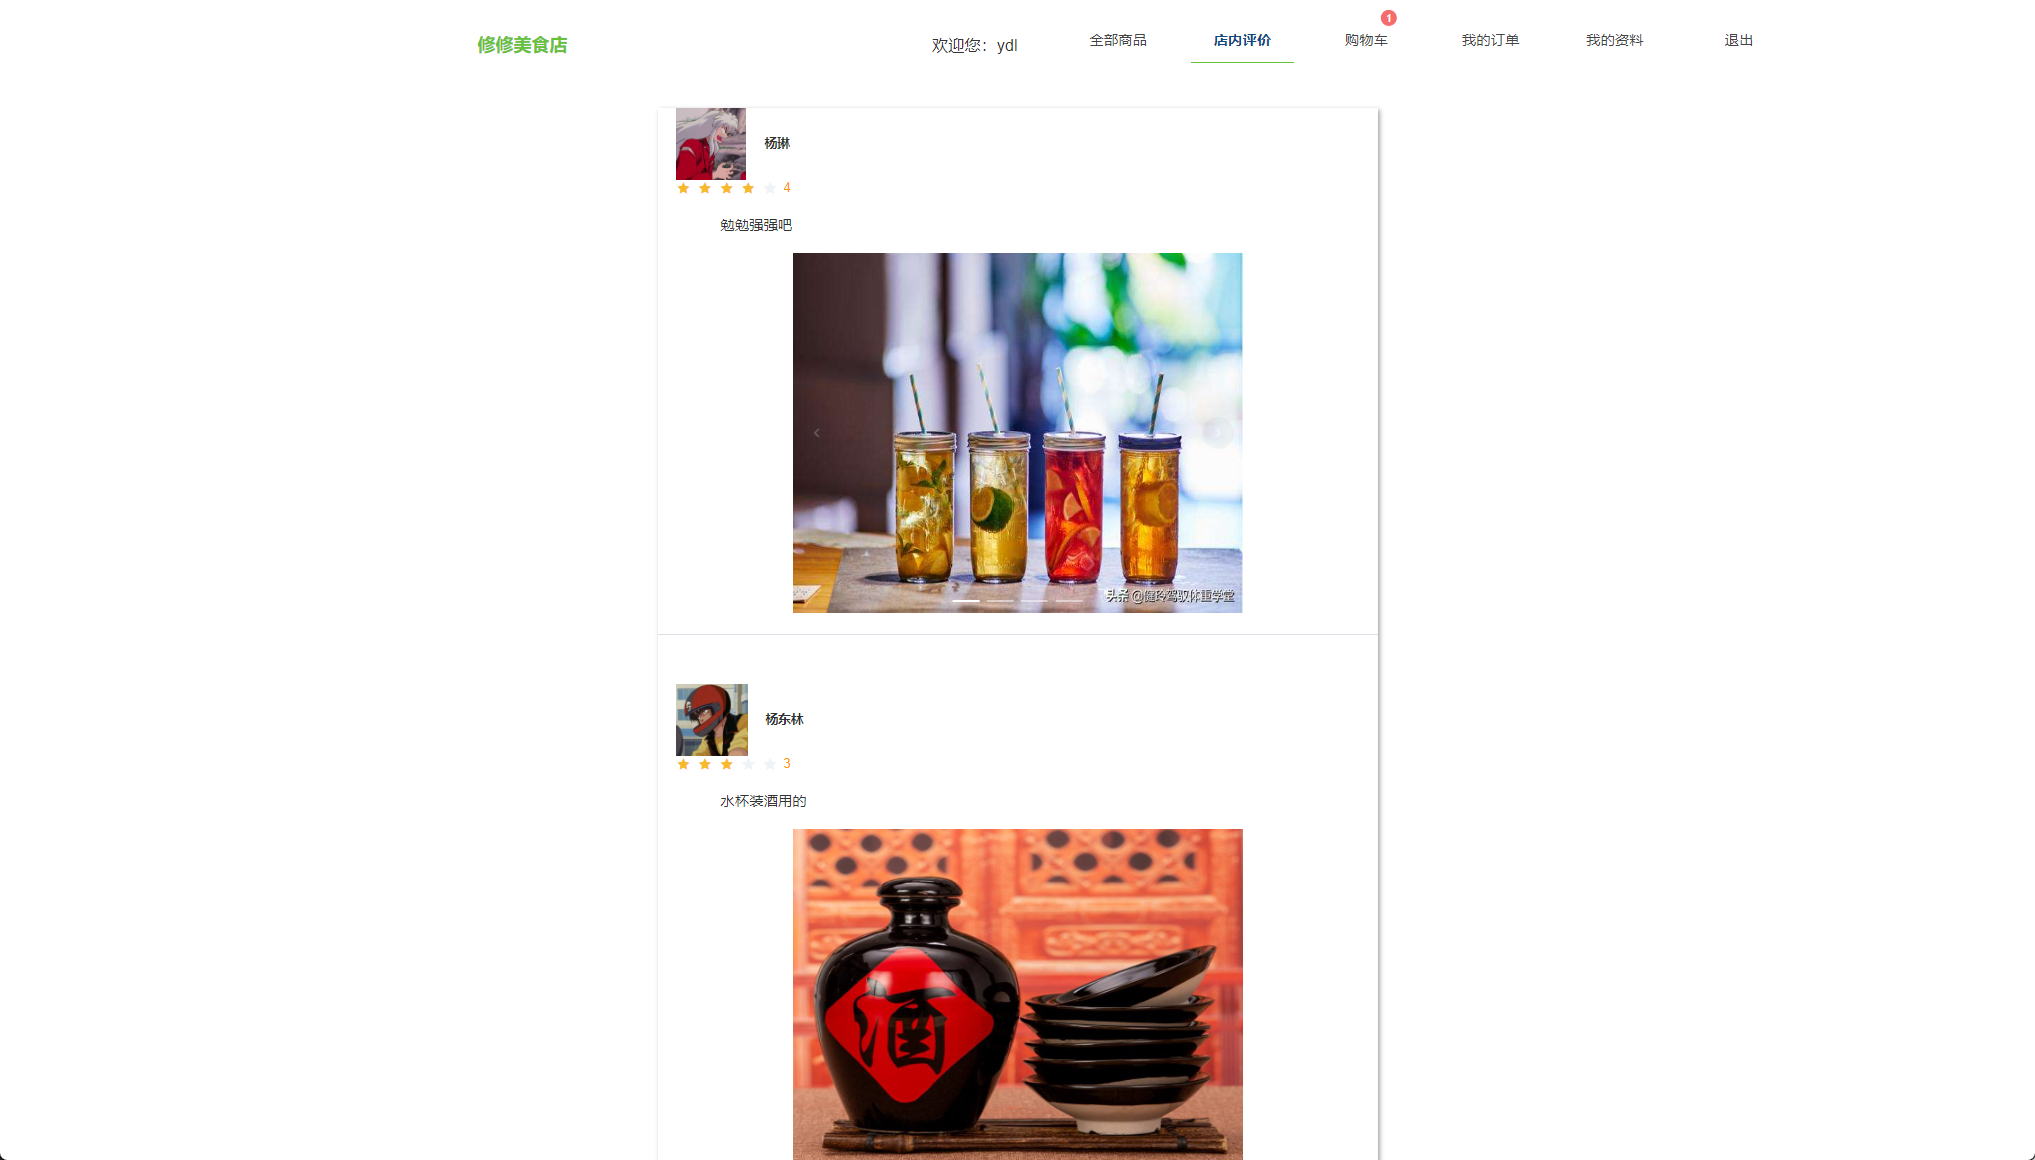 修修美食店
欢迎您：ydl
全部商品
店内评价
购物车
1
我的订单
我的资料
退出
杨琳
4
勉勉强强吧
头条 @健玲驾驭体重学堂
杨东林
3
水杯装酒用的
酒